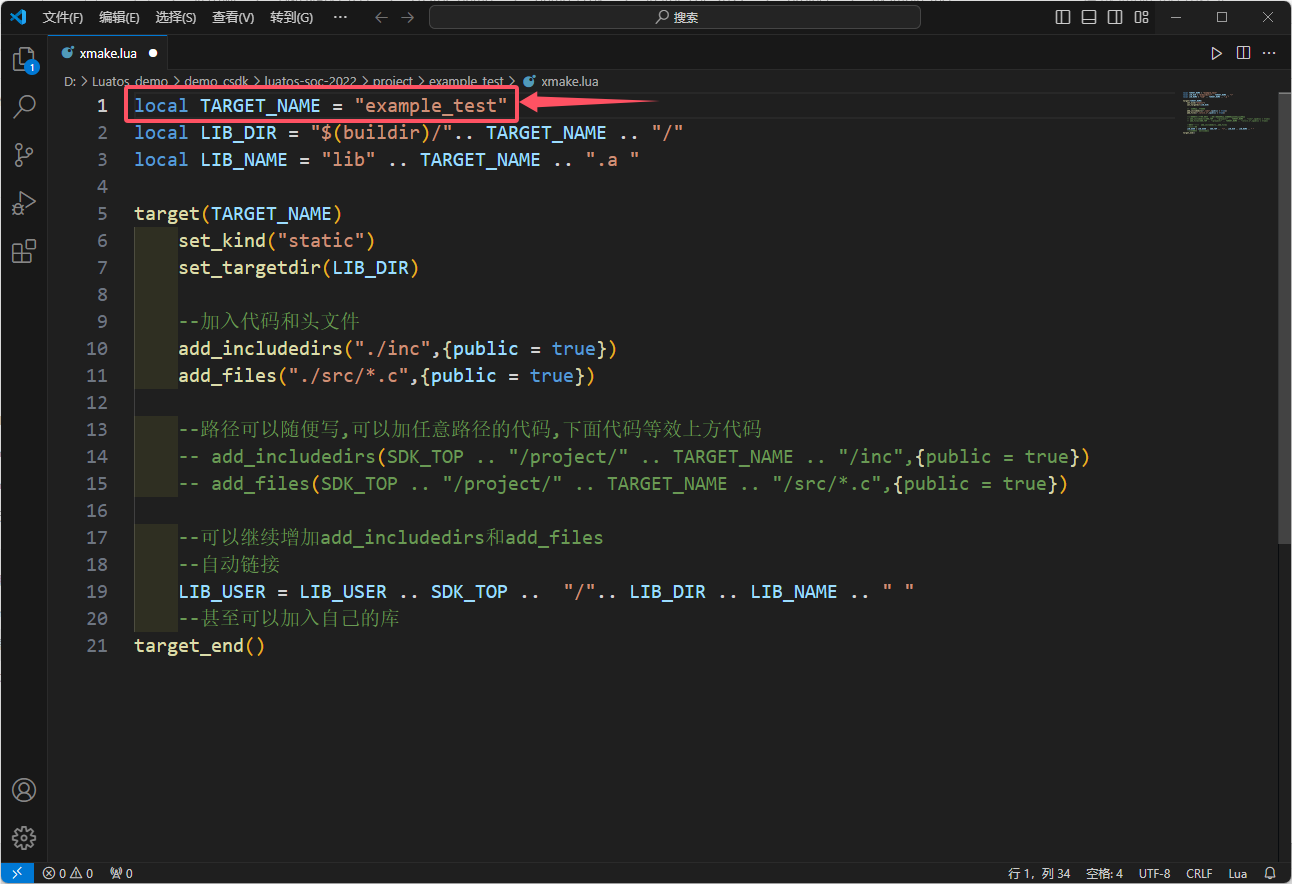 文件(F) 编辑(E) 选择(S) 查看(V) 转到(G) ··· 搜索
xmake.lua
1
D: > Luatos_demo > demo_csdk > luatos-soc-2022 > project > example_test > xmake.lua
1 local TARGET_NAME = "example_test"
2 local LIB_DIR = "$(buildir)/".. TARGET_NAME .. "/"
3 local LIB_NAME = "lib" .. TARGET_NAME .. ".a "
4
5 target(TARGET_NAME)
6 set_kind("static")
7 set_targetdir(LIB_DIR)
8
9 --加入代码和头文件
10 add_includedirs("./inc",{public = true})
11 add_files("./src/*.c",{public = true})
12
13 --路径可以随便写,可以加任意路径的代码,下面代码等效上方代码
14 -- add_includedirs(SDK_TOP .. "/project/" .. TARGET_NAME .. "/inc",{public = true})
15 -- add_files(SDK_TOP .. "/project/" .. TARGET_NAME .. "/src/*.c",{public = true})
16
17 --可以继续增加add_includedirs和add_files
18 --自动链接
19 LIB_USER = LIB_USER .. SDK_TOP ..  "/".. LIB_DIR .. LIB_NAME .. " "
20 --甚至可以加入自己的库
21 target_end()
0 0 0 行 1，列 34 空格: 4 UTF-8 CRLF Lua